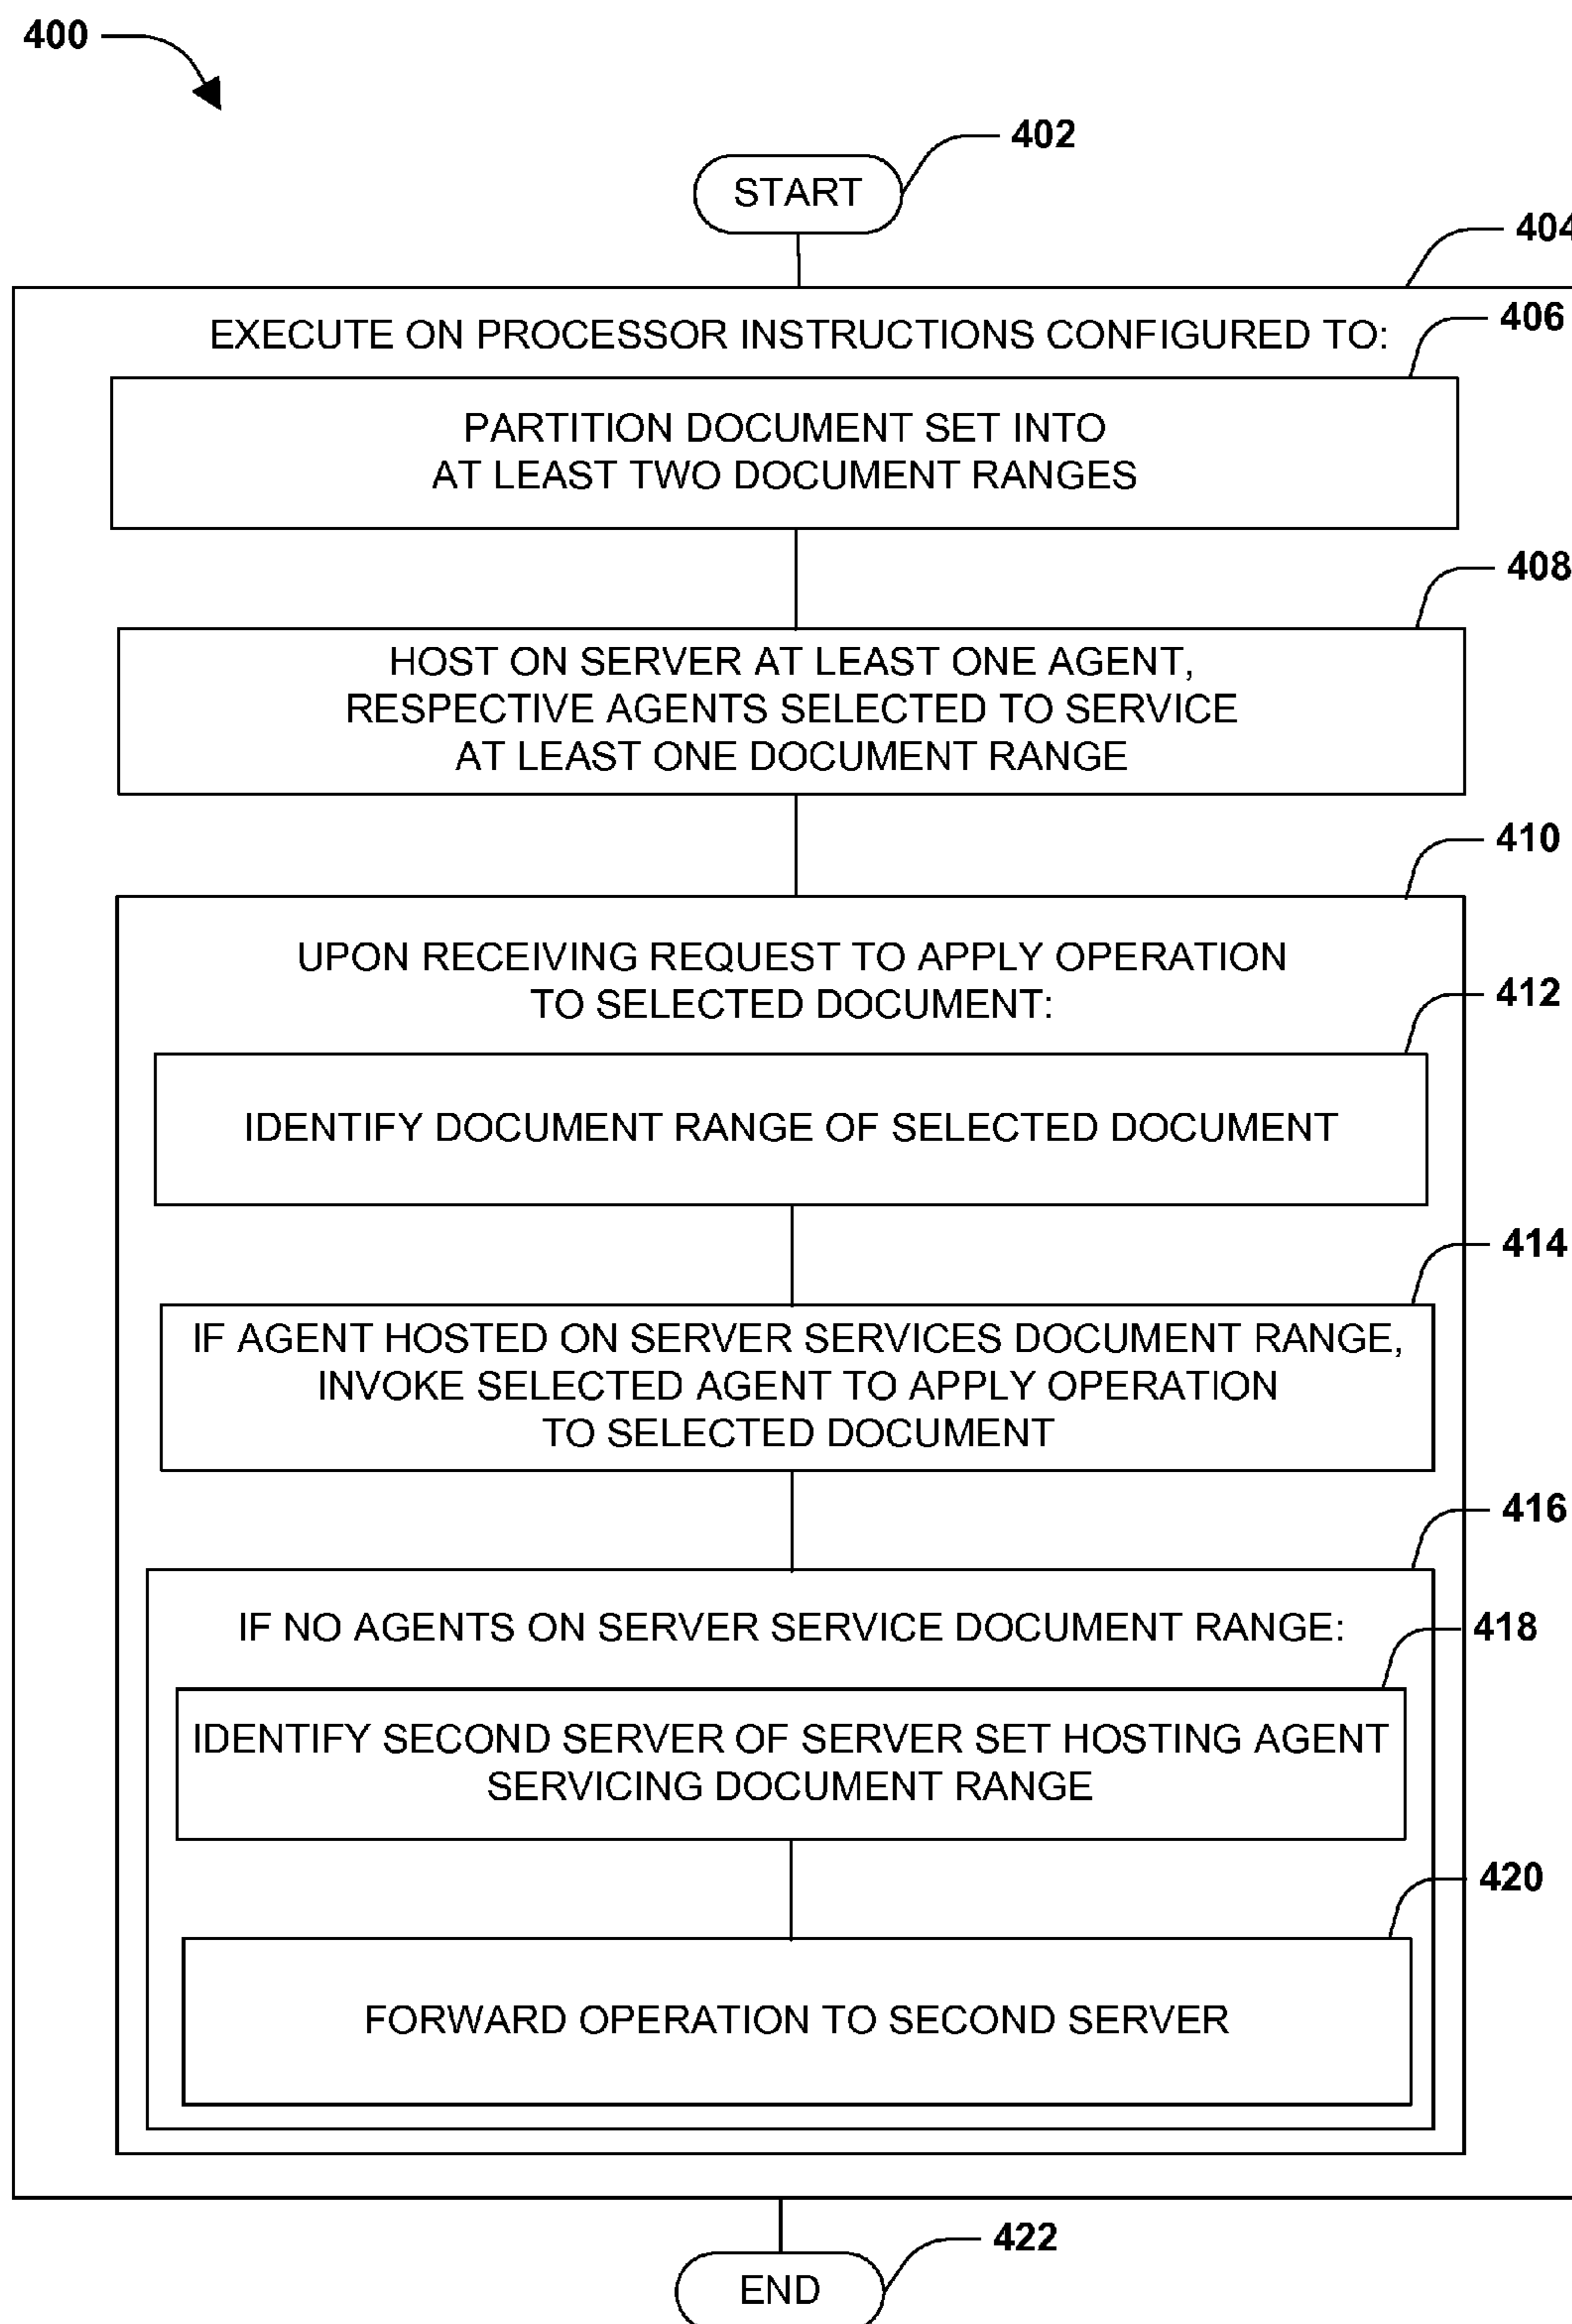 400
402
START
404
EXECUTE ON PROCESSOR INSTRUCTIONS CONFIGURED TO:
406
PARTITION DOCUMENT SET INTO
AT LEAST TWO DOCUMENT RANGES
408
HOST ON SERVER AT LEAST ONE AGENT,
RESPECTIVE AGENTS SELECTED TO SERVICE
AT LEAST ONE DOCUMENT RANGE
410
UPON RECEIVING REQUEST TO APPLY OPERATION
TO SELECTED DOCUMENT:
412
IDENTIFY DOCUMENT RANGE OF SELECTED DOCUMENT
414
IF AGENT HOSTED ON SERVER SERVICES DOCUMENT RANGE,
INVOKE SELECTED AGENT TO APPLY OPERATION
TO SELECTED DOCUMENT
416
IF NO AGENTS ON SERVER SERVICE DOCUMENT RANGE:
418
IDENTIFY SECOND SERVER OF SERVER SET HOSTING AGENT
SERVICING DOCUMENT RANGE
420
FORWARD OPERATION TO SECOND SERVER
422
END